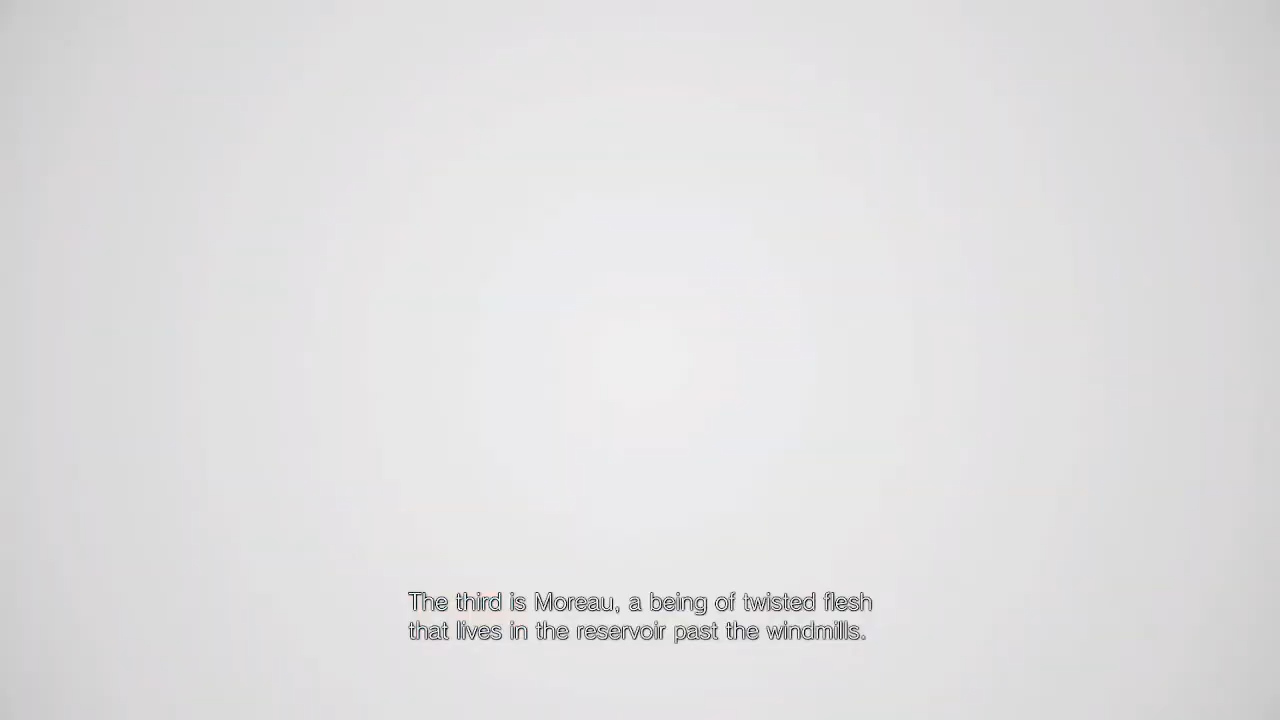 The third is Moreau, a being of twisted flesh
that lives in the reservoir past the windmills.